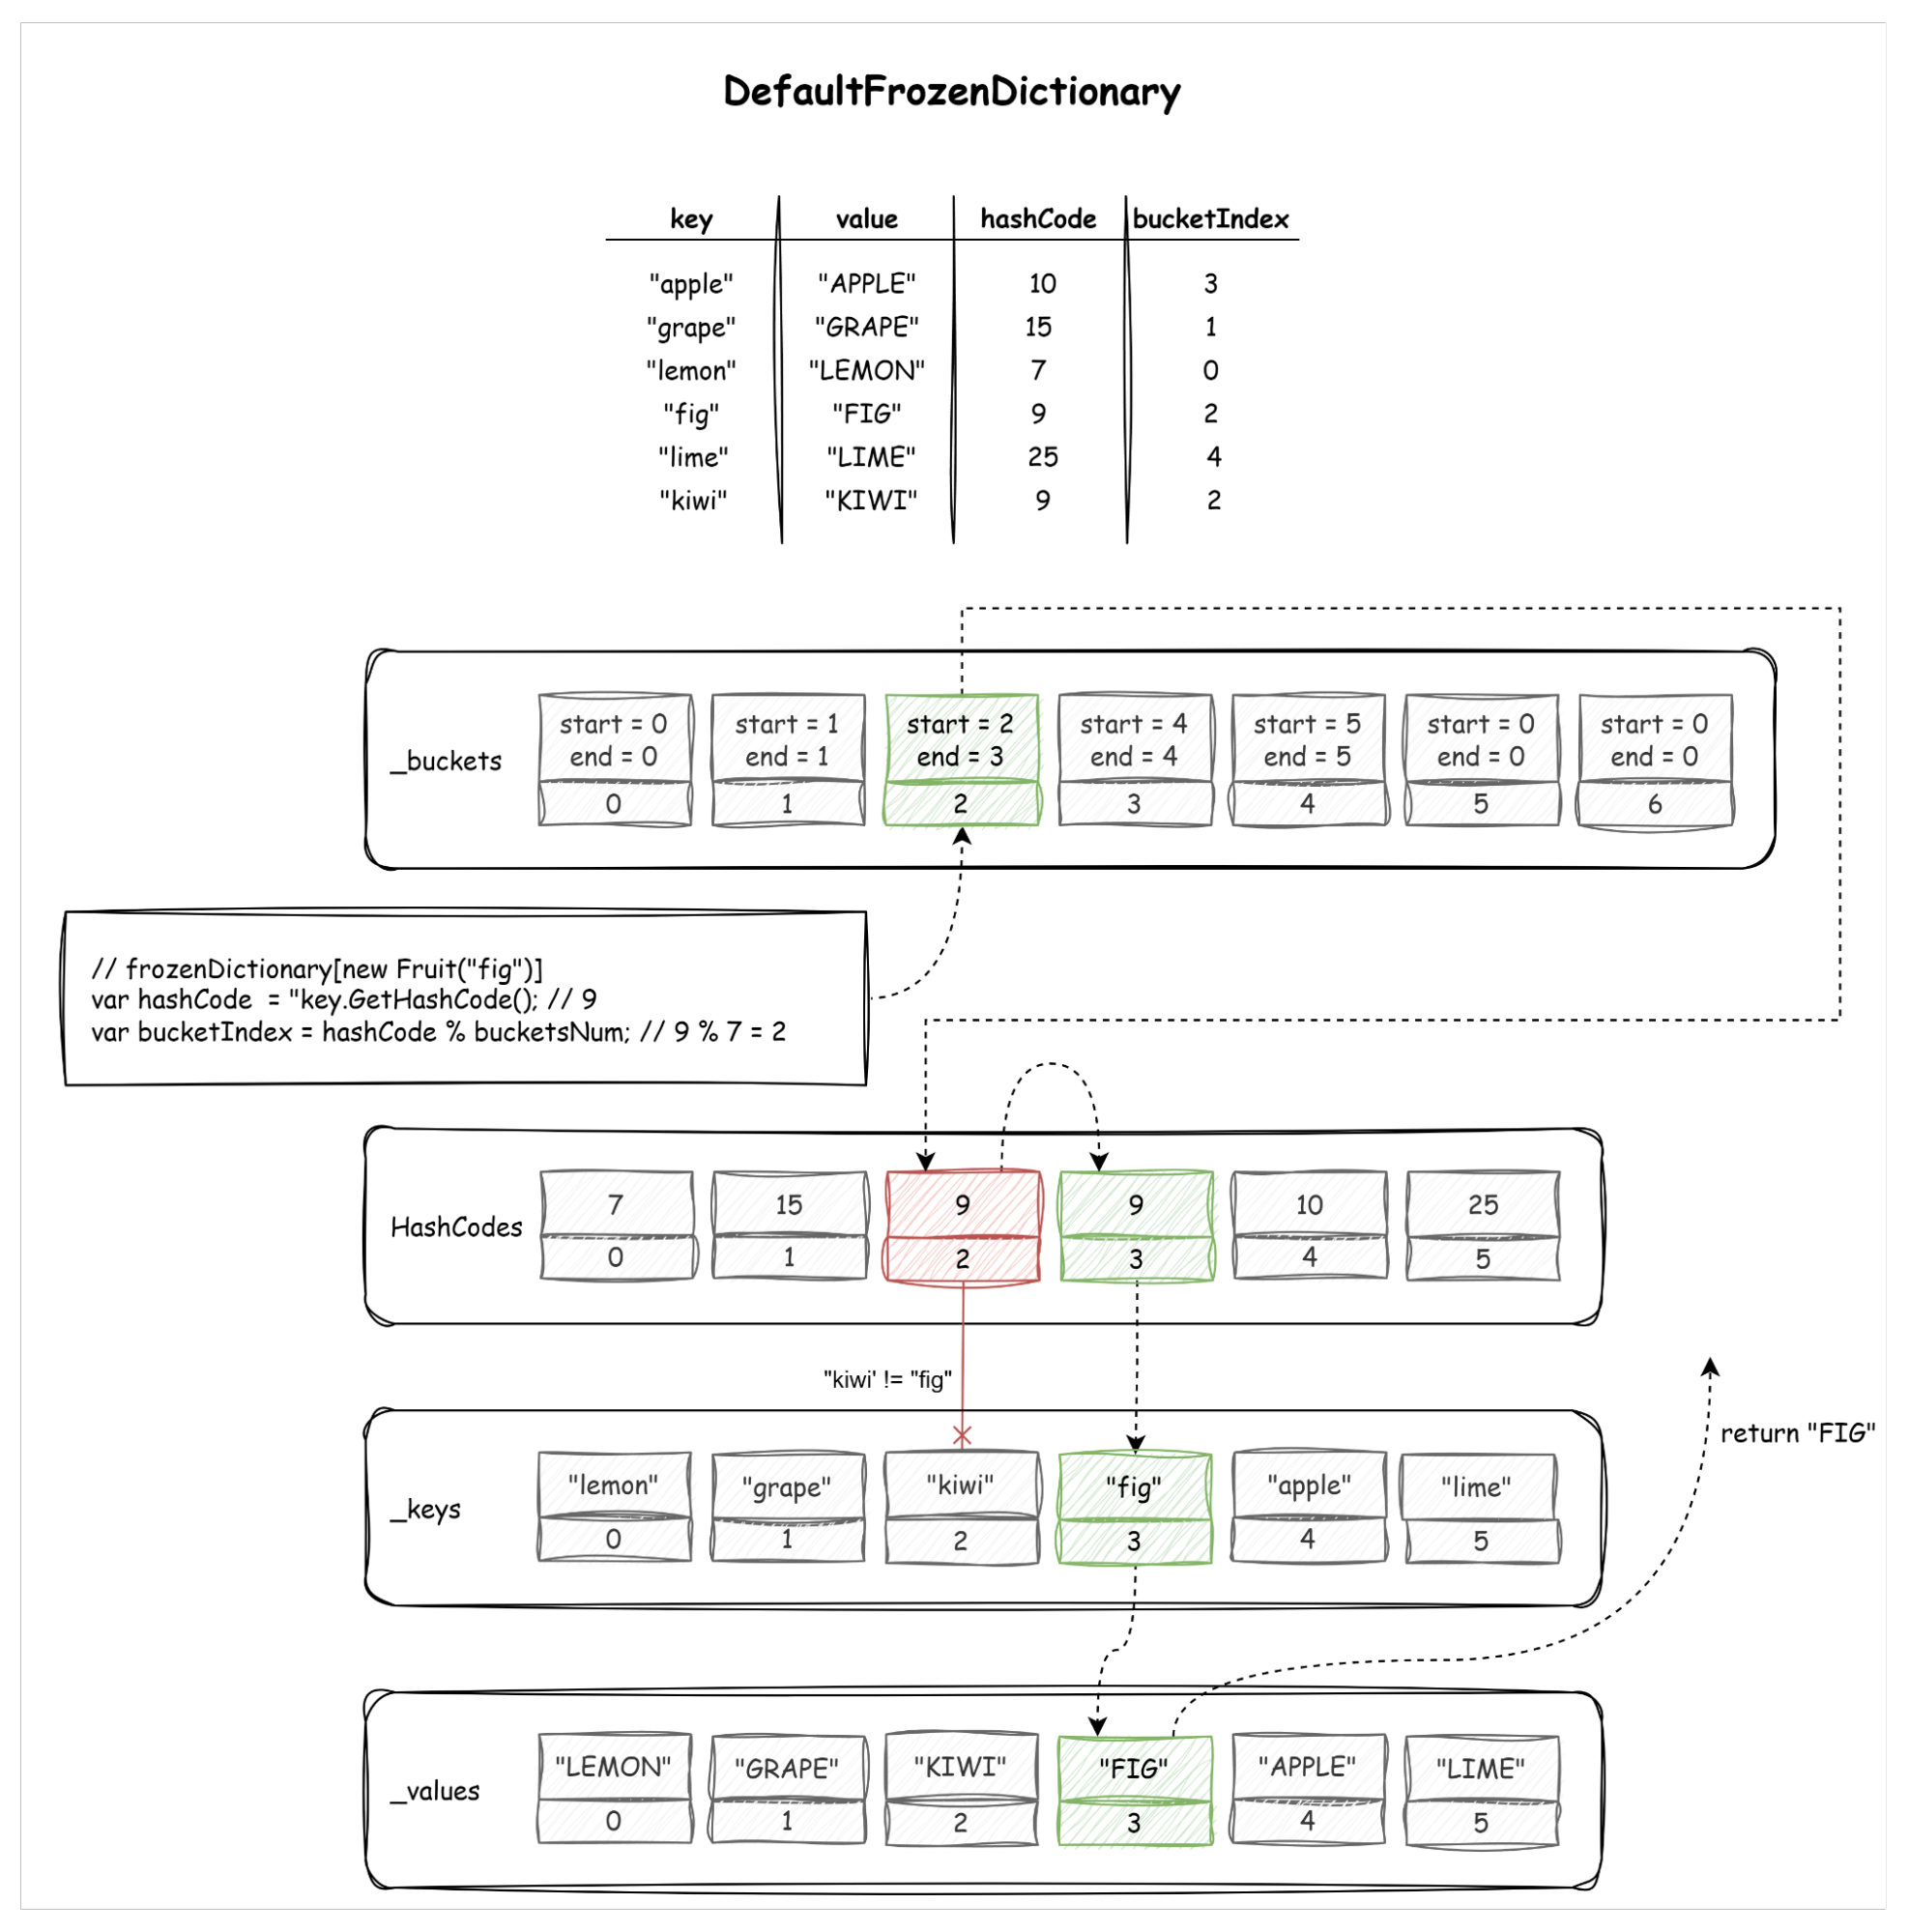 DefaultFrozenDictionary
key value hashCode bucketIndex
"apple" "APPLE" 10 3
"grape" "GRAPE" 15 1
"lemon" "LEMON" 7 0
"fig" "FIG" 9 2
"lime" "LIME" 25 4
"kiwi" "KIWI" 9 2
start = 0 start = 1 start = 2 start = 4 start = 5 start = 0 start = 0
end = 0 end = 1 end = 3 end = 4 end = 5 end = 0 end = 0
_buckets
0 1 2 3 4 5 6
// frozenDictionary[new Fruit("fig")]
var hashCode = "key.GetHashCode(); // 9
var bucketIndex = hashCode % bucketsNum; // 9 % 7 = 2
7 15 9 9 10 25
HashCodes
0 1 2 3 4 5
"kiwi' != "fig"
return "FIG"
"lemon" "grape" "kiwi" "fig" "apple" "lime"
_keys
0 1 2 3 4 5
"LEMON" "GRAPE" "KIWI" "FIG" "APPLE" "LIME"
_values
0 1 2 3 4 5